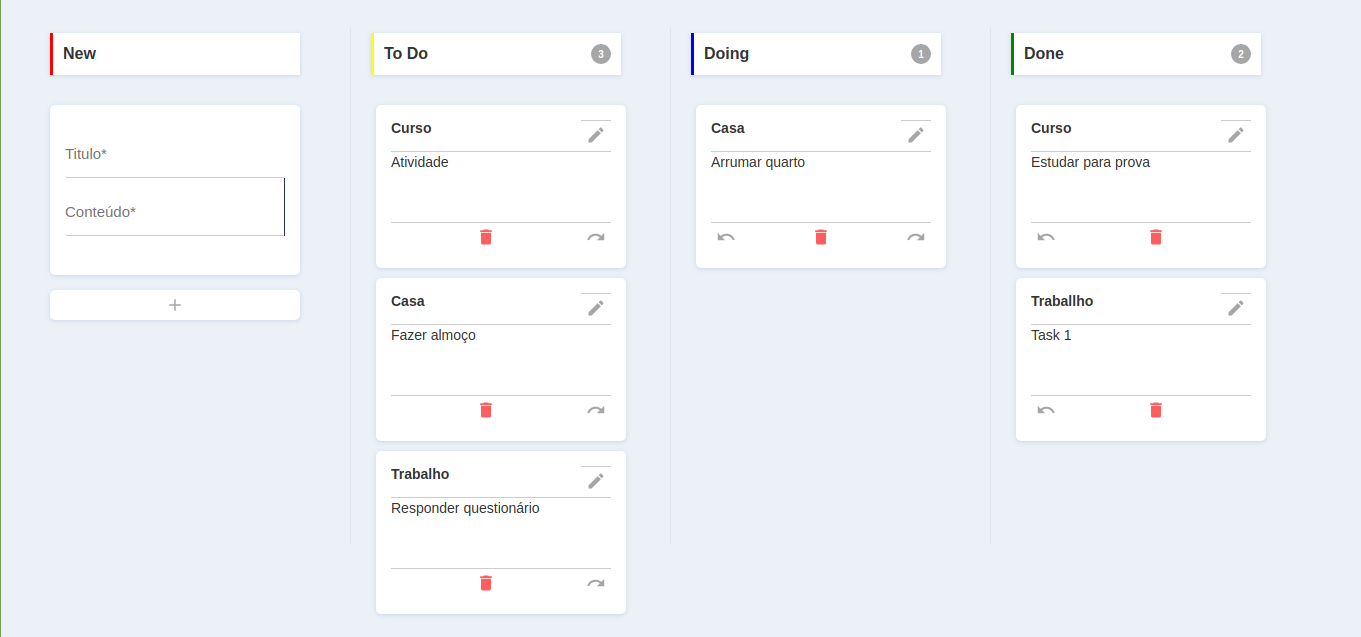 New
Titulo*
Conteúdo*
To Do 3
Curso
Atividade
Casa
Fazer almoço
Trabalho
Responder questionário
Doing 1
Casa
Arrumar quarto
Done 2
Curso
Estudar para prova
Traballho
Task 1